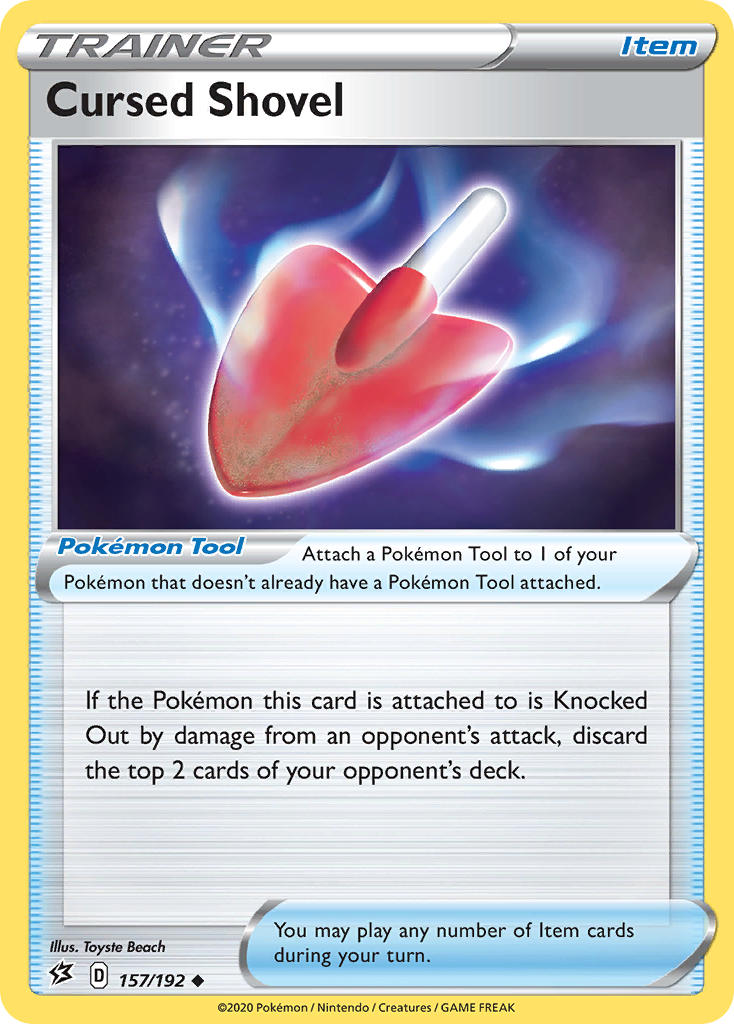 TRAINER
Item
Cursed Shovel
Pokémon Tool
Attach a Pokémon Tool to 1 of your
Pokémon that doesn't already have a Pokémon Tool attached.
If the Pokémon this card is attached to is Knocked
Out by damage from an opponent's attack, discard
the top 2 cards of your opponent's deck.
You may play any number of Item cards
during your turn.
Illus. Toyste Beach
D 157/192
©2020 Pokémon / Nintendo / Creatures / GAME FREAK